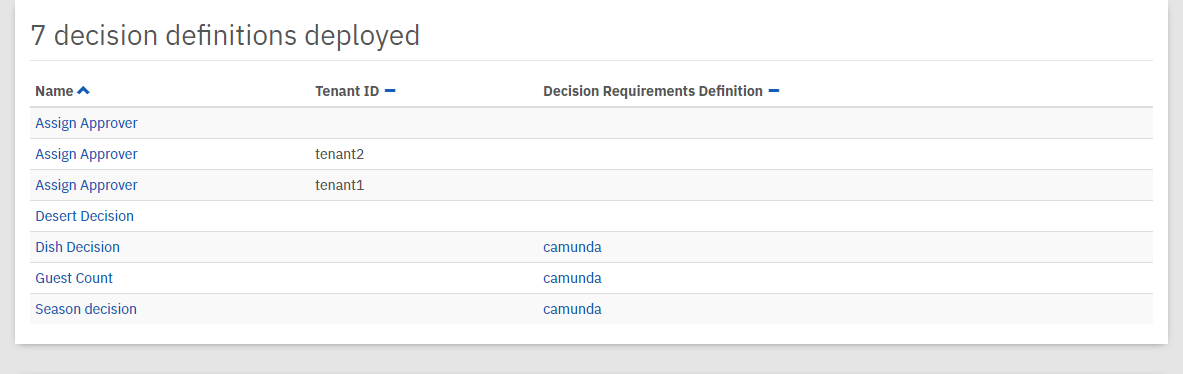 7 decision definitions deployed
Name Tenant ID Decision Requirements Definition
Assign Approver
Assign Approver tenant2
Assign Approver tenant1
Desert Decision
Dish Decision camunda
Guest Count camunda
Season decision camunda